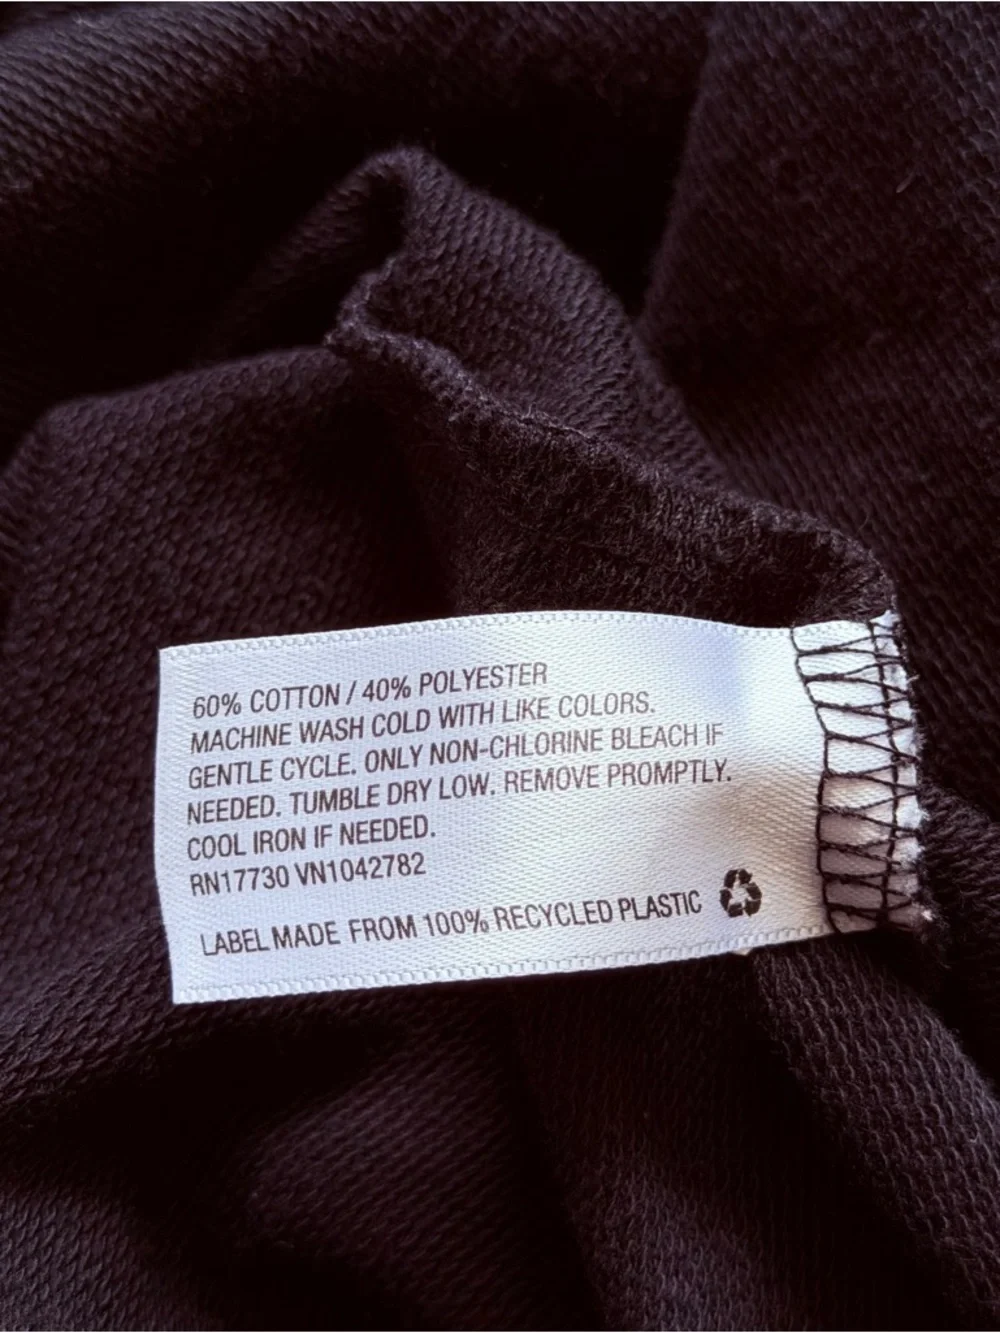 60% COTTON / 40% POLYESTER
MACHINE WASH COLD WITH LIKE COLORS.
GENTLE CYCLE. ONLY NON-CHLORINE BLEACH IF
NEEDED. TUMBLE DRY LOW. REMOVE PROMPTLY.
COOL IRON IF NEEDED.
RN17730 VN1042782
LABEL MADE FROM 100% RECYCLED PLASTIC